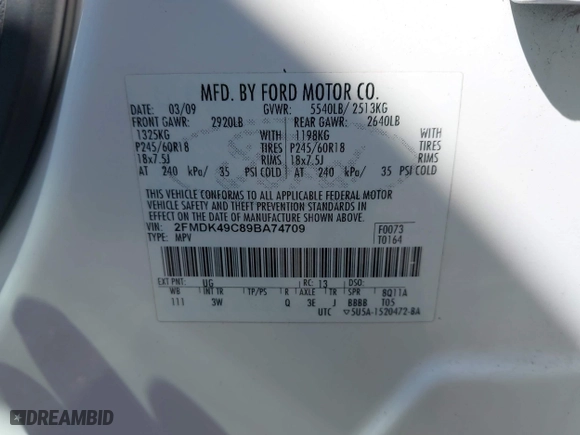 MFD. BY FORD MOTOR CO.
DATE: 03/09 GVWR: 5540LB/ 2513KG
FRONT GAWR: 2920LB REAR GAWR: 2640LB
1325KG WITH 1198KG WITH
P245/60R18 TIRES P245/60R18 TIRES
18x7.5J RIMS 18x7.5J RIMS
AT 240 kPa/ 35 PSI COLD AT 240 kPa/ 35 PSI COLD
THIS VEHICLE CONFORMS TO ALL APPLICABLE FEDERAL MOTOR
VEHICLE SAFETY AND THEFT PREVENTION STANDARDS IN EFFECT
ON THE DATE OF MANUFACTURE SHOWN ABOVE.
VIN: 2FMDK49C89BA74709 F0073
TYPE: MPV T0164
EXT PNT: UG RC: 13 DSO:
WB INT TR TP/PS R AXLE TR SPR BQ11A
111 3W Q 3E J BBBB T05
UTC 5U5A-1520472-BA
DREAMBID